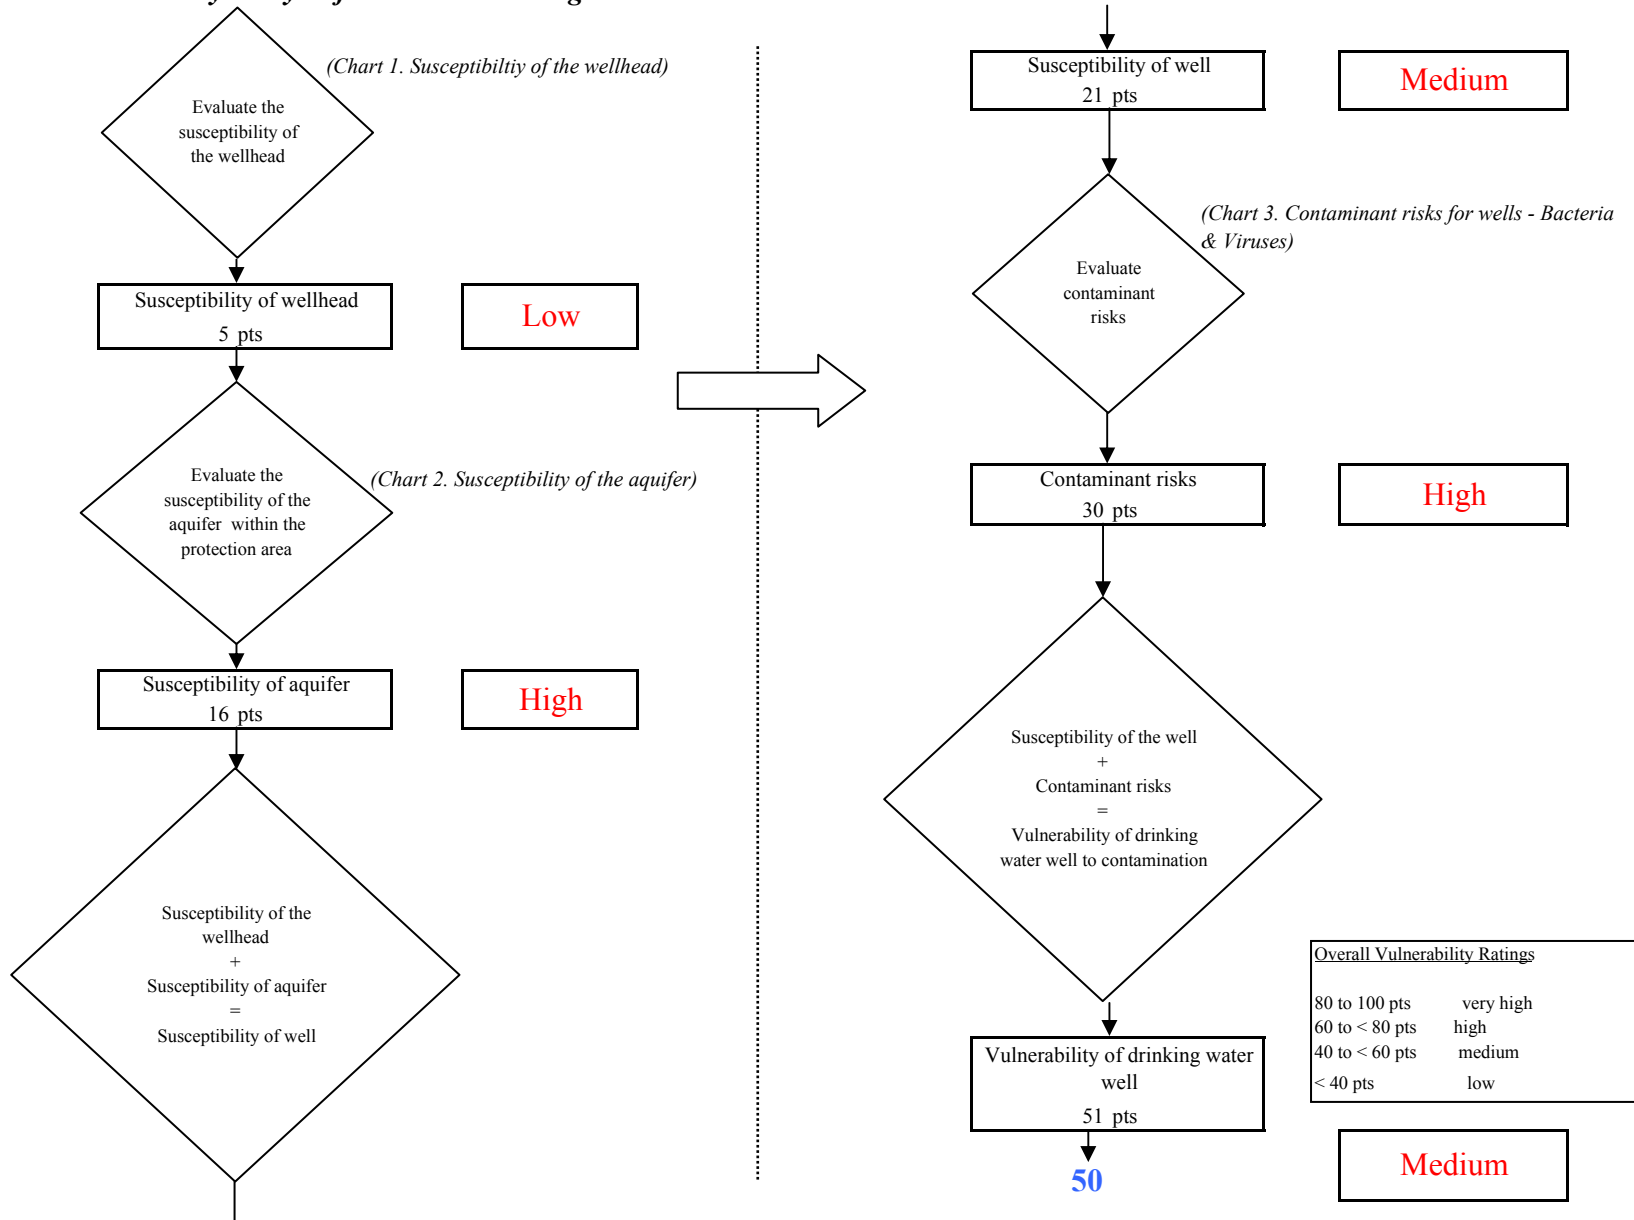 (Chart 1. Susceptibiltiy of the wellhead)
Evaluate the
susceptibility of
the wellhead
Susceptibility of wellhead
5 pts
Low
Evaluate the
susceptibility of the
aquifer within the
protection area
(Chart 2. Susceptibility of the aquifer)
Susceptibility of aquifer
16 pts
High
Susceptibility of the
wellhead
+
Susceptibility of aquifer
=
Susceptibility of well
Susceptibility of well
21 pts
Medium
(Chart 3. Contaminant risks for wells - Bacteria
& Viruses)
Evaluate
contaminant
risks
Contaminant risks
30 pts
High
Susceptibility of the well
+
Contaminant risks
=
Vulnerability of drinking
water well to contamination
Overall Vulnerability Ratings
80 to 100 pts very high
60 to < 80 pts high
40 to < 60 pts medium
< 40 pts low
Vulnerability of drinking water
well
51 pts
50
Medium